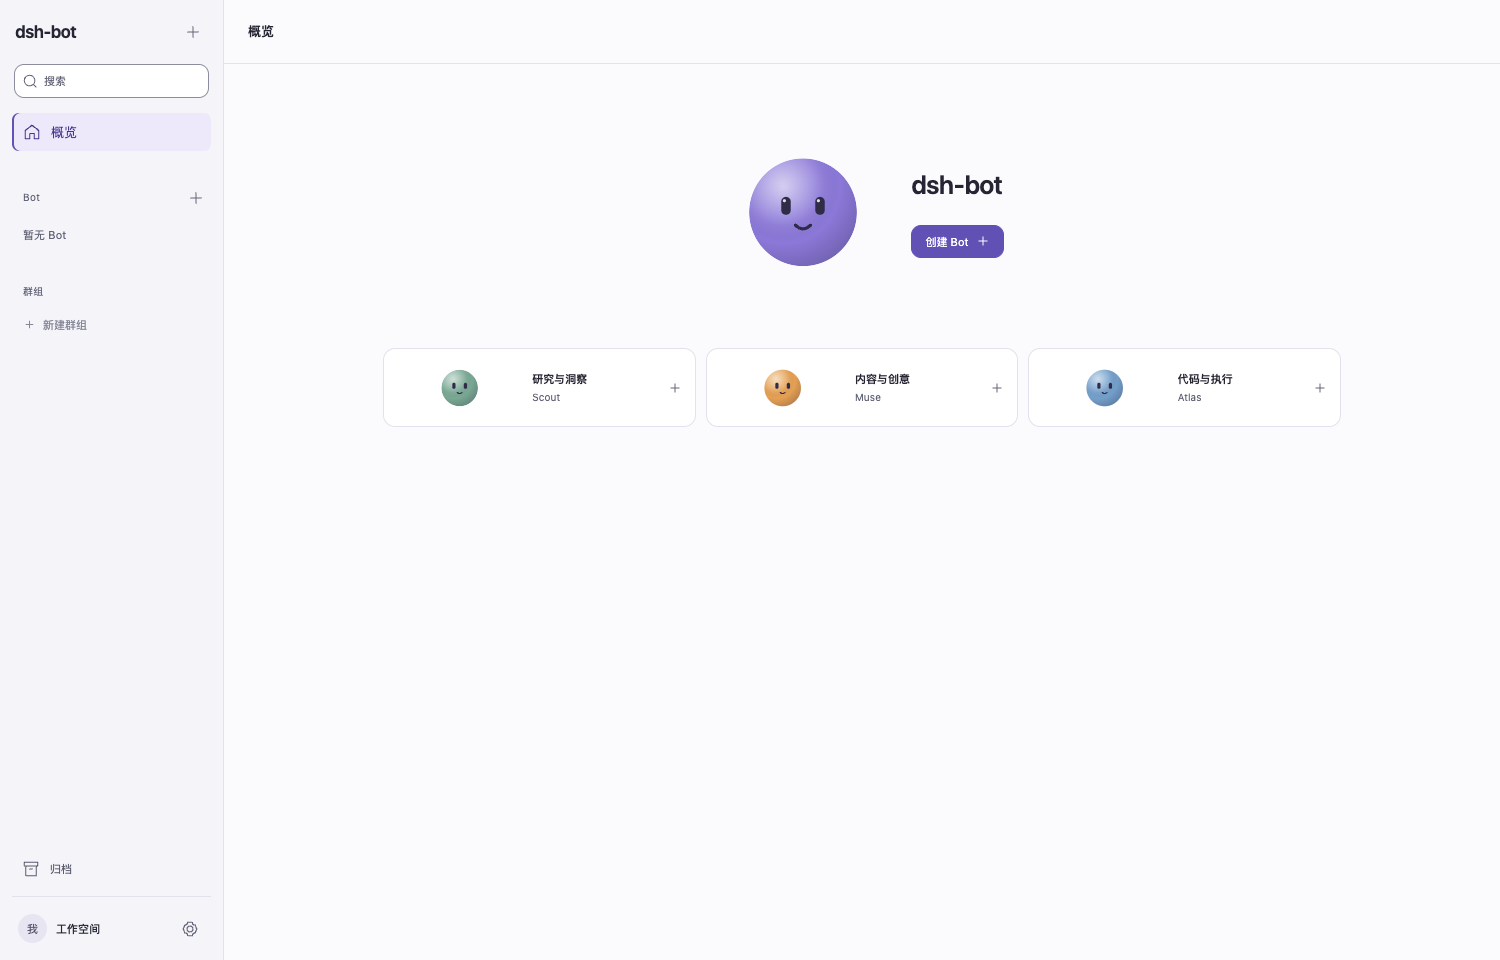 dsh-bot
搜索
概览
Bot
暂无 Bot
群组
新建群组
归档
我 工作空间
概览
dsh-bot
创建 Bot
研究与洞察
Scout
内容与创意
Muse
代码与执行
Atlas